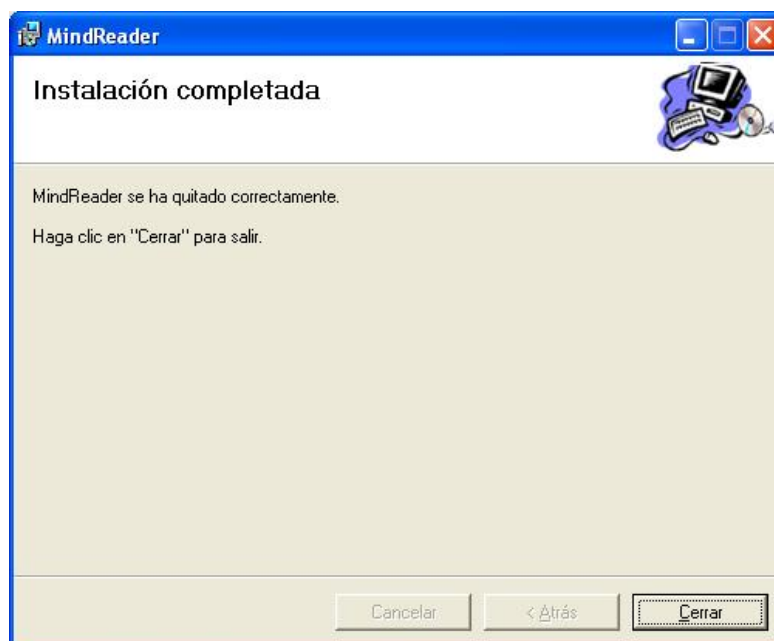 MindReader
Instalación completada
MindReader se ha quitado correctamente.
Haga clic en "Cerrar" para salir.
Cancelar
< Atrás
Cerrar